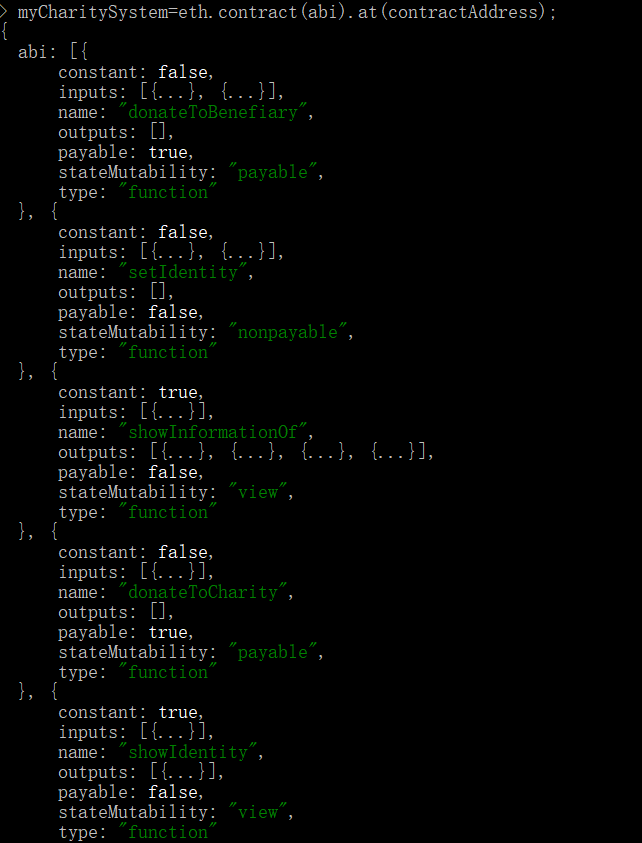 > myCharitySystem=eth.contract(abi).at(contractAddress);
{
  abi: [{
      constant: false,
      inputs: [{...}, {...}],
      name: "donateToBenefiary",
      outputs: [],
      payable: true,
      stateMutability: "payable",
      type: "function"
  }, {
      constant: false,
      inputs: [{...}, {...}],
      name: "setIdentity",
      outputs: [],
      payable: false,
      stateMutability: "nonpayable",
      type: "function"
  }, {
      constant: true,
      inputs: [{...}],
      name: "showInformationOf",
      outputs: [{...}, {...}, {...}, {...}],
      payable: false,
      stateMutability: "view",
      type: "function"
  }, {
      constant: false,
      inputs: [{...}],
      name: "donateToCharity",
      outputs: [],
      payable: true,
      stateMutability: "payable",
      type: "function"
  }, {
      constant: true,
      inputs: [{...}],
      name: "showIdentity",
      outputs: [{...}],
      payable: false,
      stateMutability: "view",
      type: "function"